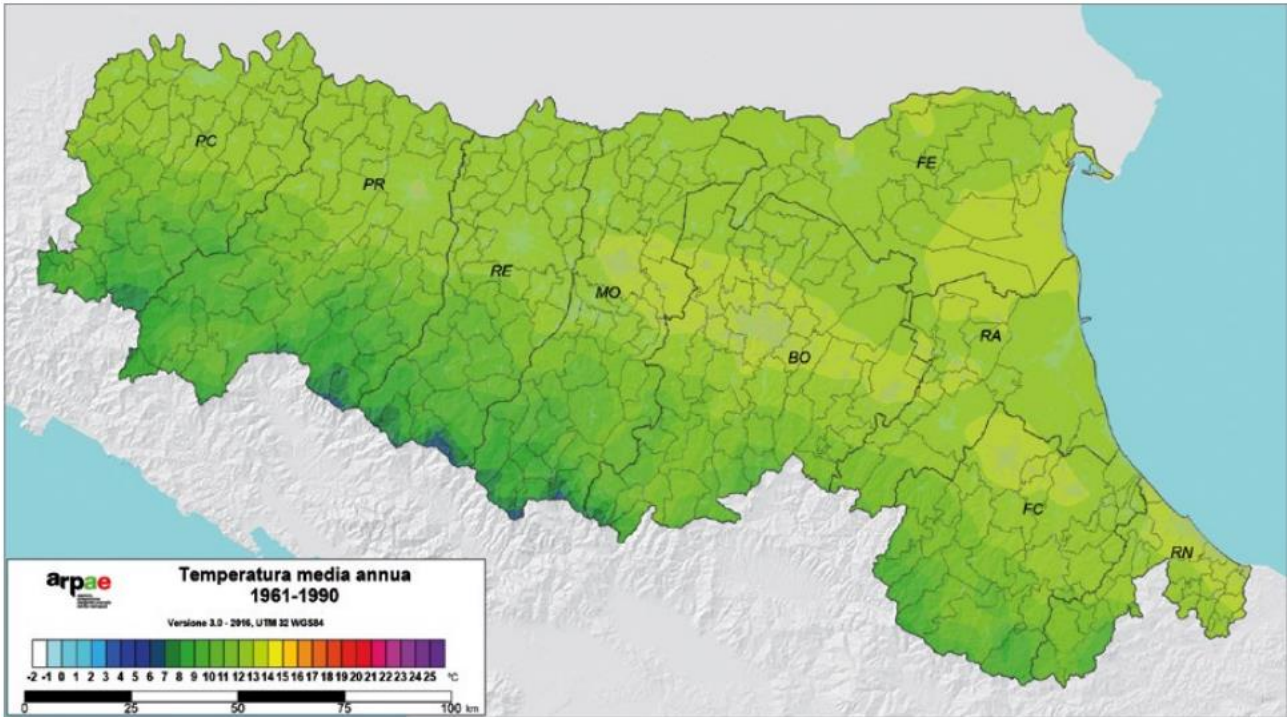 PC
PR
RE
MO
BO
FE
RA
FC
RN
arpae
Temperatura media annua
1961-1990
Versione 3.0 - 2016, UTM 32 WGS84
-2 -1 0 1 2 3 4 5 6 7 8 9 10 11 12 13 14 15 16 17 18 19 20 21 22 23 24 25 °C
0 25 50 75 100 km